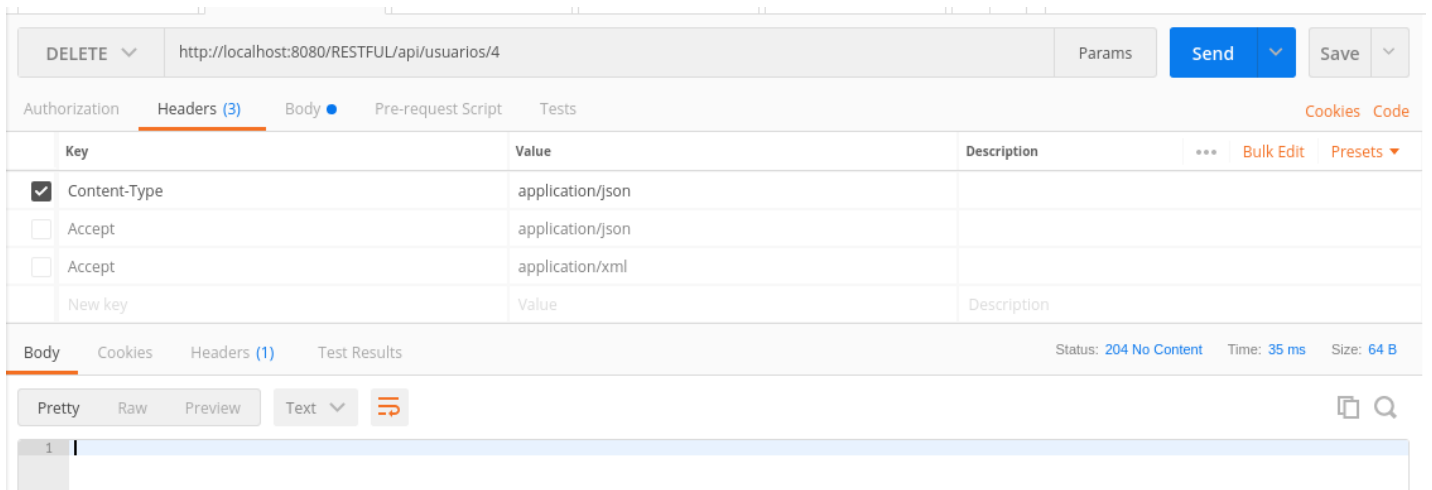 DELETE http://localhost:8080/RESTFUL/api/usuarios/4 Params Send Save
Authorization Headers (3) Body Pre-request Script Tests Cookies Code
Key Value Description ••• Bulk Edit Presets
Content-Type application/json
Accept application/json
Accept application/xml
New key Value Description
Body Cookies Headers (1) Test Results Status: 204 No Content Time: 35 ms Size: 64 B
Pretty Raw Preview Text
1